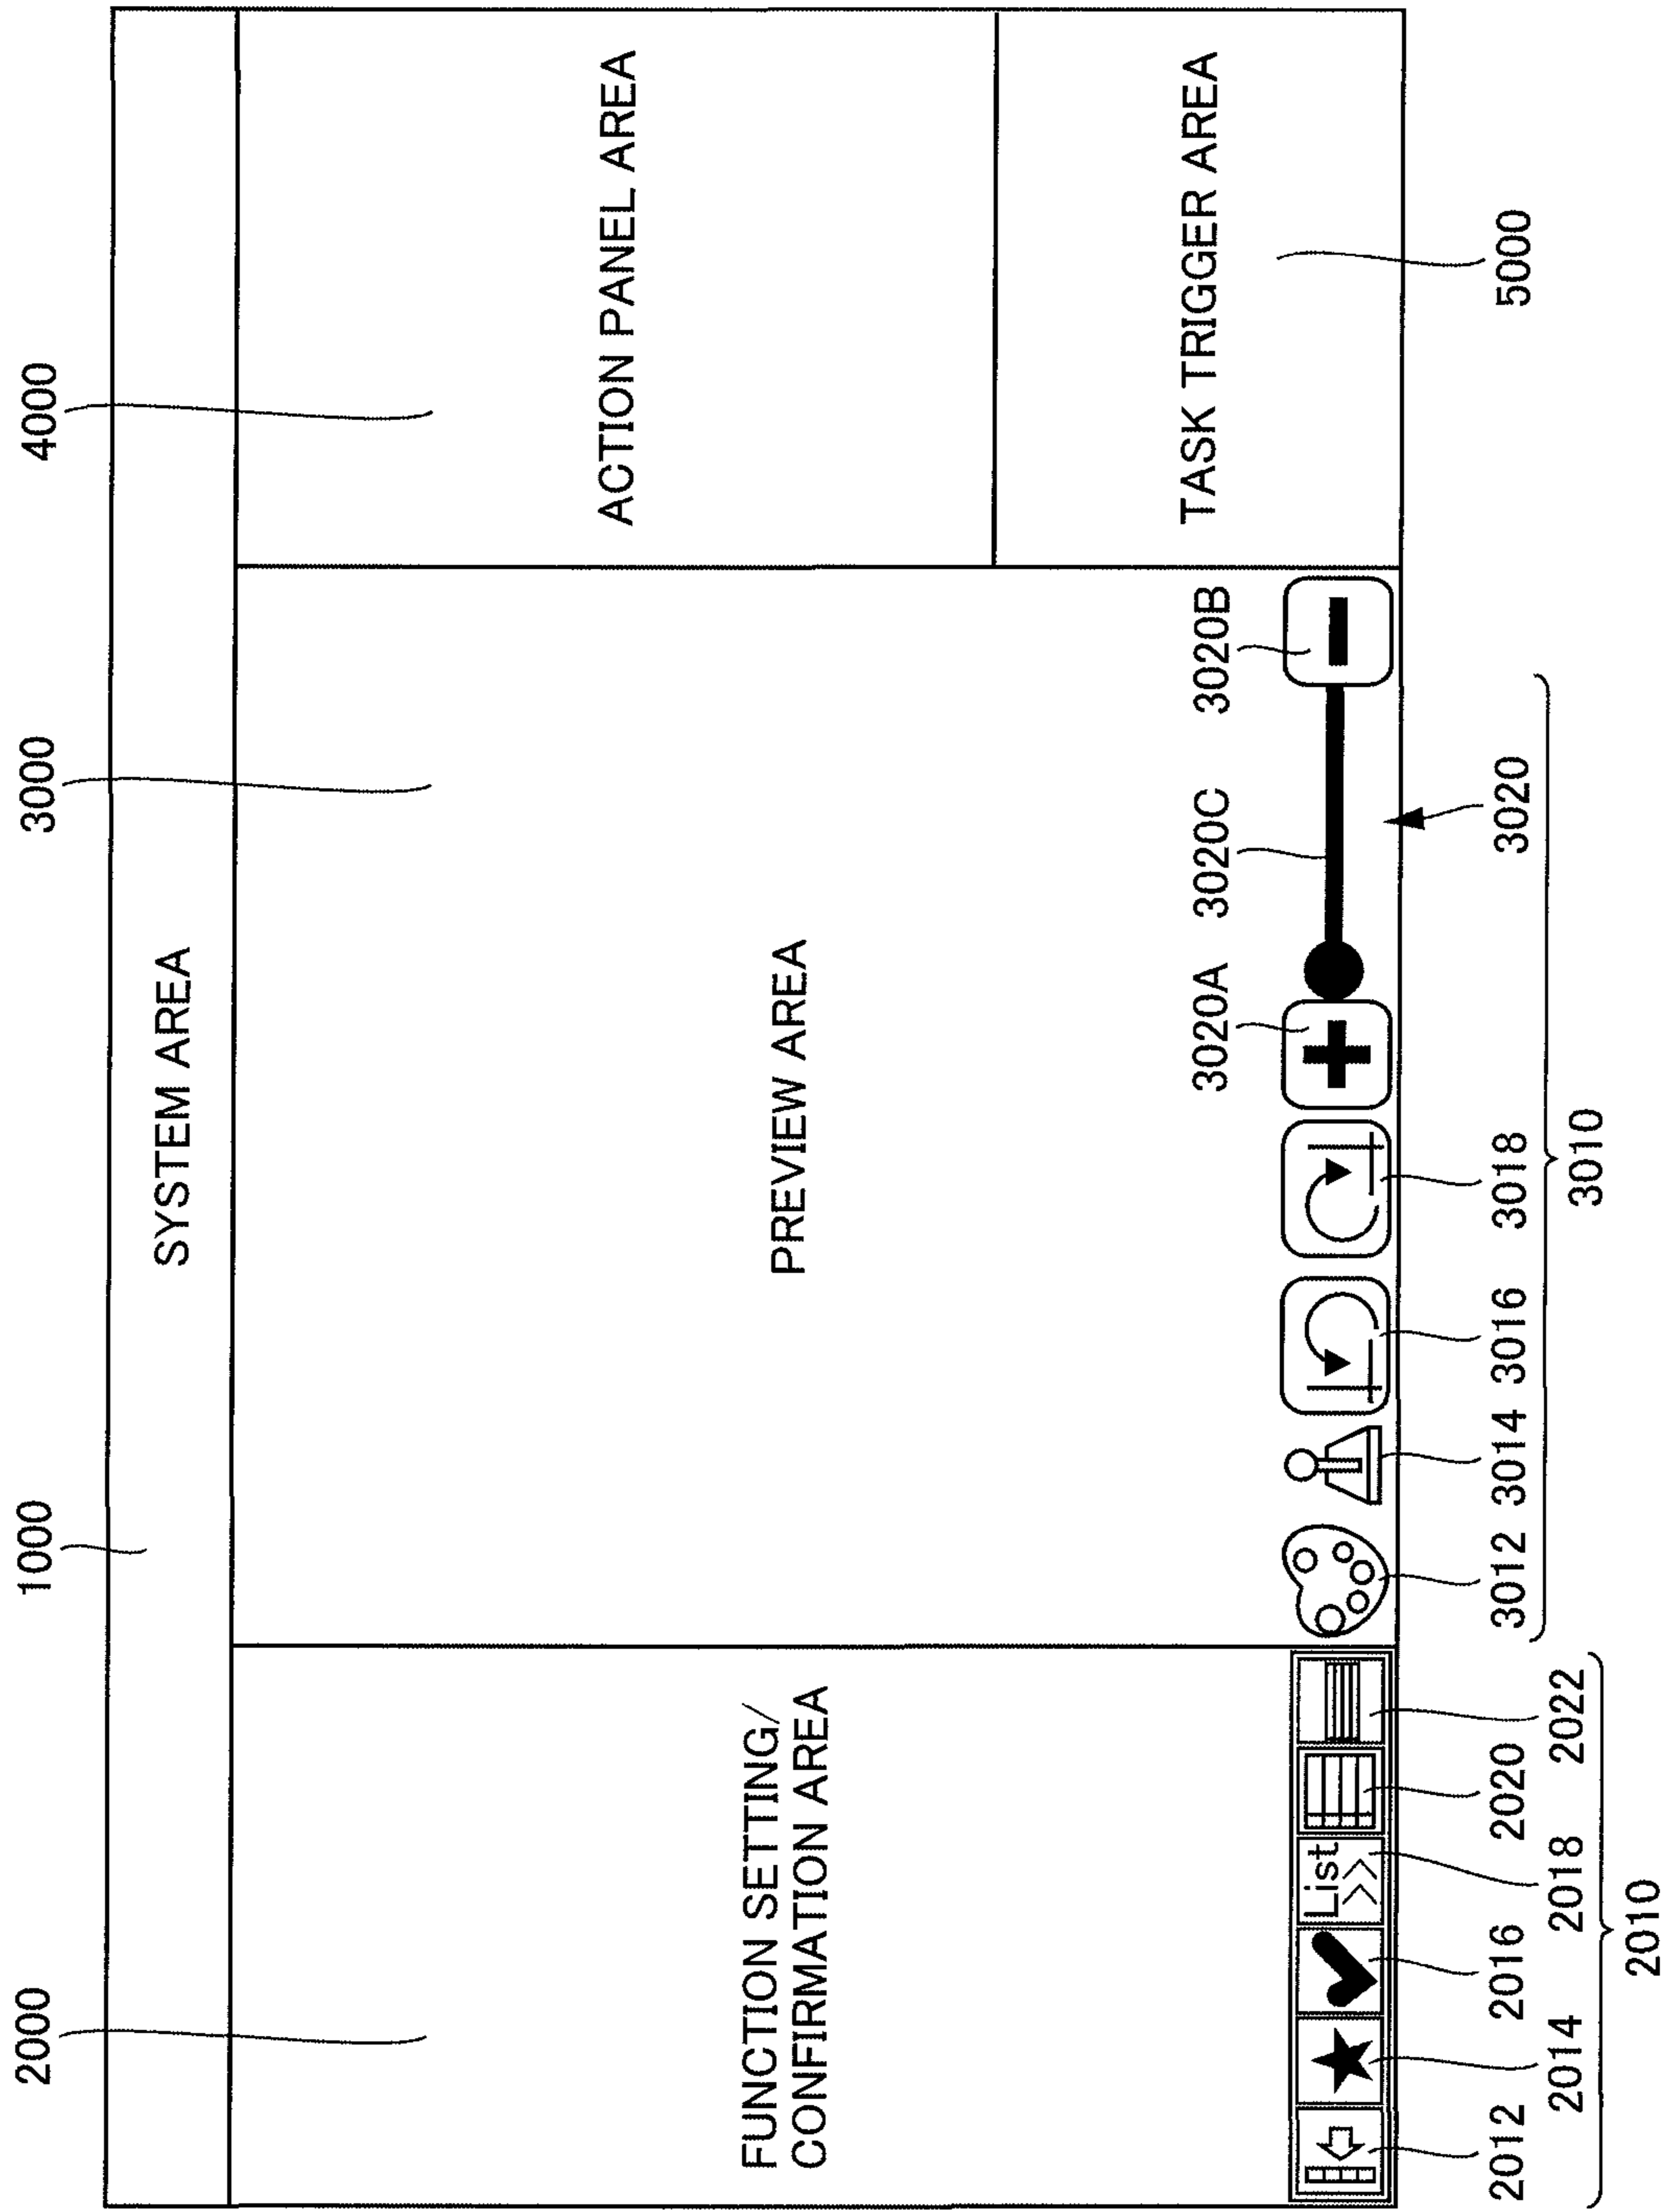 1000
2000
3000
4000
SYSTEM AREA
FUNCTION SETTING/
CONFIRMATION AREA
PREVIEW AREA
ACTION PANEL AREA
TASK TRIGGER AREA
List
3020A
3020C
3020B
2012
2014
2016
2018
2020
2022
2010
3012
3014
3016
3018
3020
3010
5000